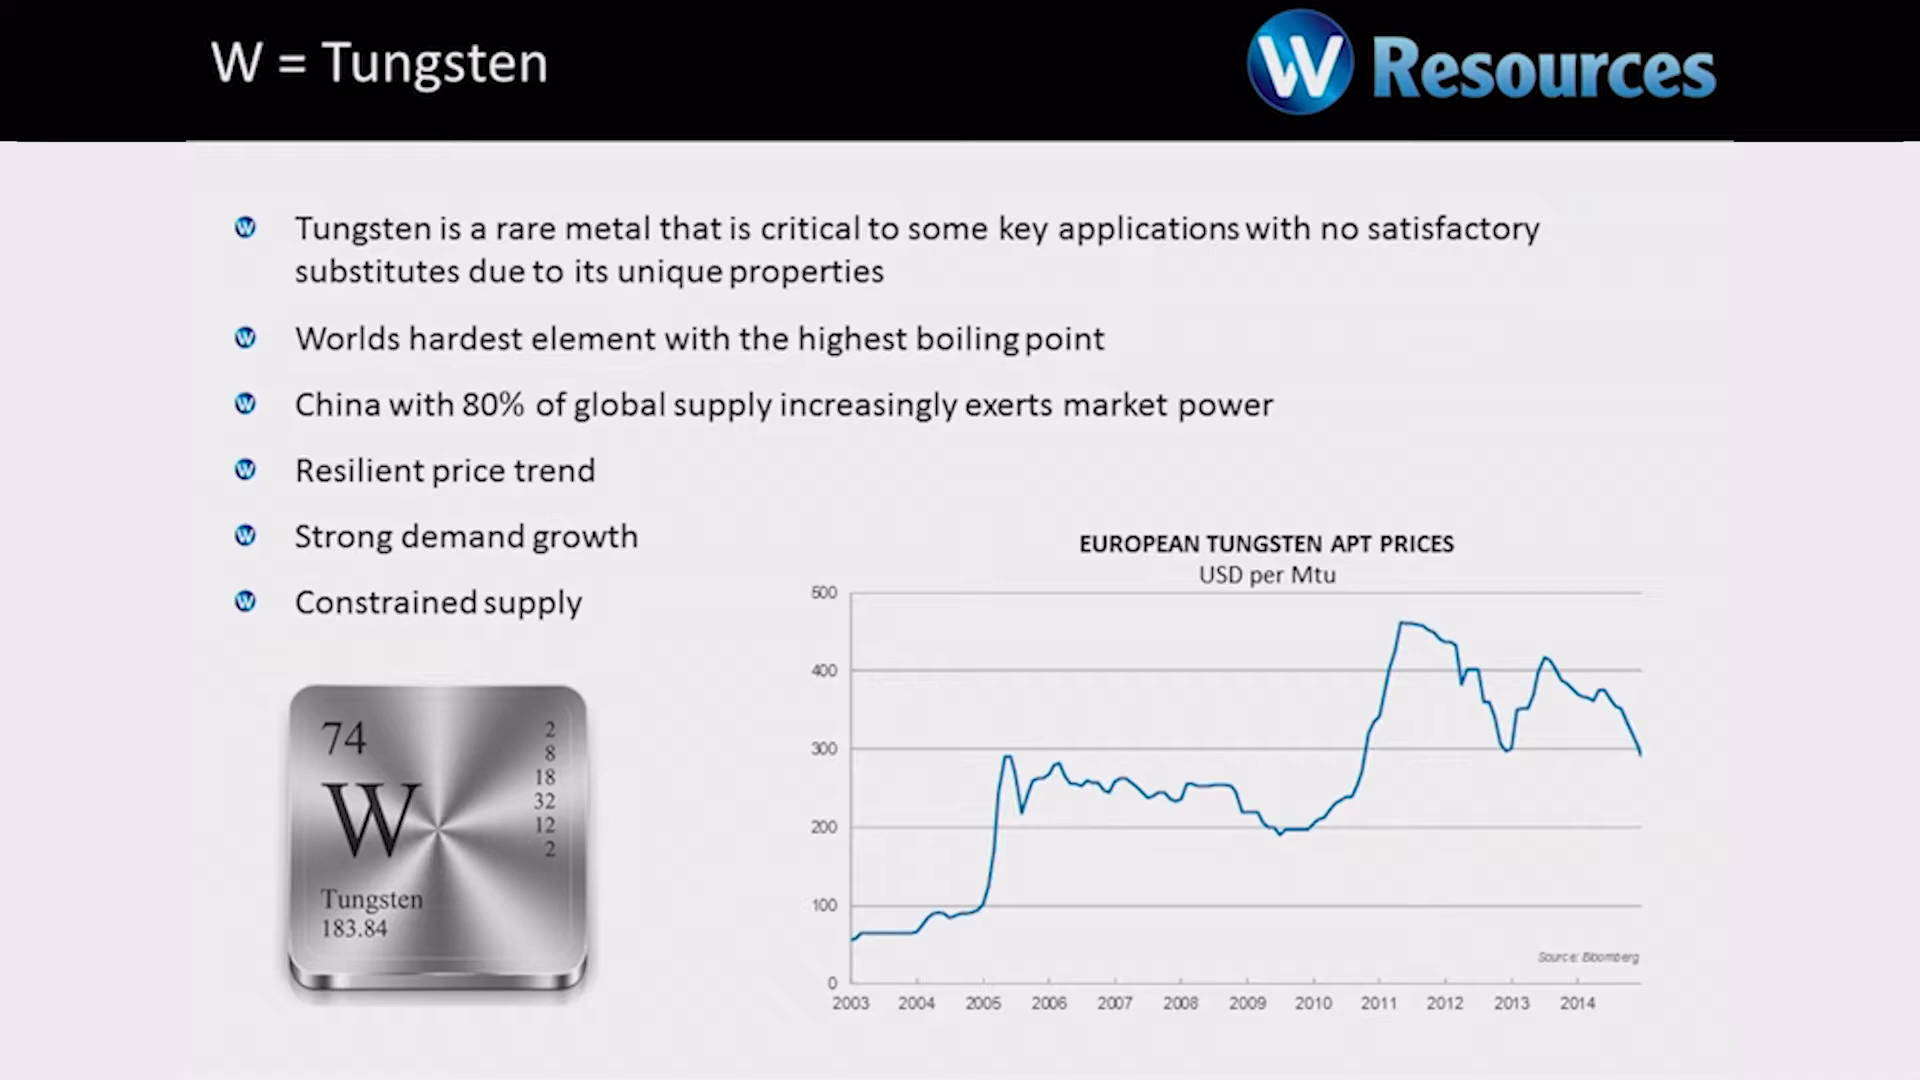 W = Tungsten
W Resources
Tungsten is a rare metal that is critical to some key applications with no satisfactory
substitutes due to its unique properties
Worlds hardest element with the highest boiling point
China with 80% of global supply increasingly exerts market power
Resilient price trend
Strong demand growth
Constrained supply
74
W
Tungsten
183.84
2
8
18
32
12
2
EUROPEAN TUNGSTEN APT PRICES
USD per Mtu
500
400
300
200
100
0
Source: Bloomberg
2003 2004 2005 2006 2007 2008 2009 2010 2011 2012 2013 2014